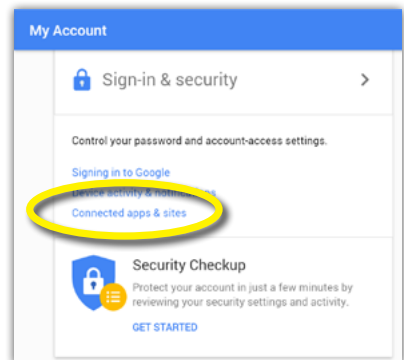 My Account
Sign-in & security
Control your password and account-access settings.
Signing in to Google
Device activity & notifications
Connected apps & sites
Security Checkup
Protect your account in just a few minutes by
reviewing your security settings and activity.
GET STARTED